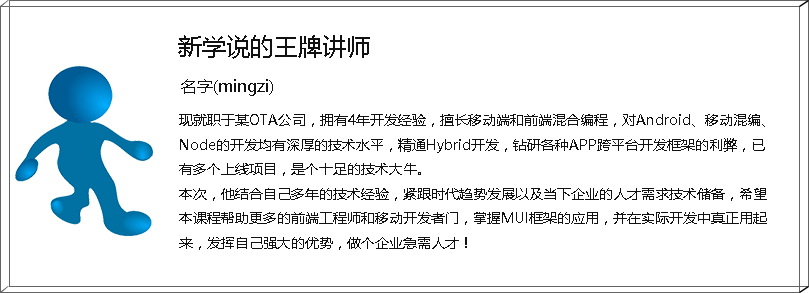 新学说的王牌讲师
名字(mingzi)
现就职于某OTA公司，拥有4年开发经验，擅长移动端和前端混合编程，对Android、移动混编、
Node的开发均有深厚的技术水平，精通Hybrid开发，钻研各种APP跨平台开发框架的利弊，已
有多个上线项目，是个十足的技术大牛。
本次，他结合自己多年的技术经验，紧跟时代趋势发展以及当下企业的人才需求技术储备，希望
本课程帮助更多的前端工程师和移动开发者门，掌握MUI框架的应用，并在实际开发中真正用起
来，发挥自己强大的优势，做个企业急需人才！